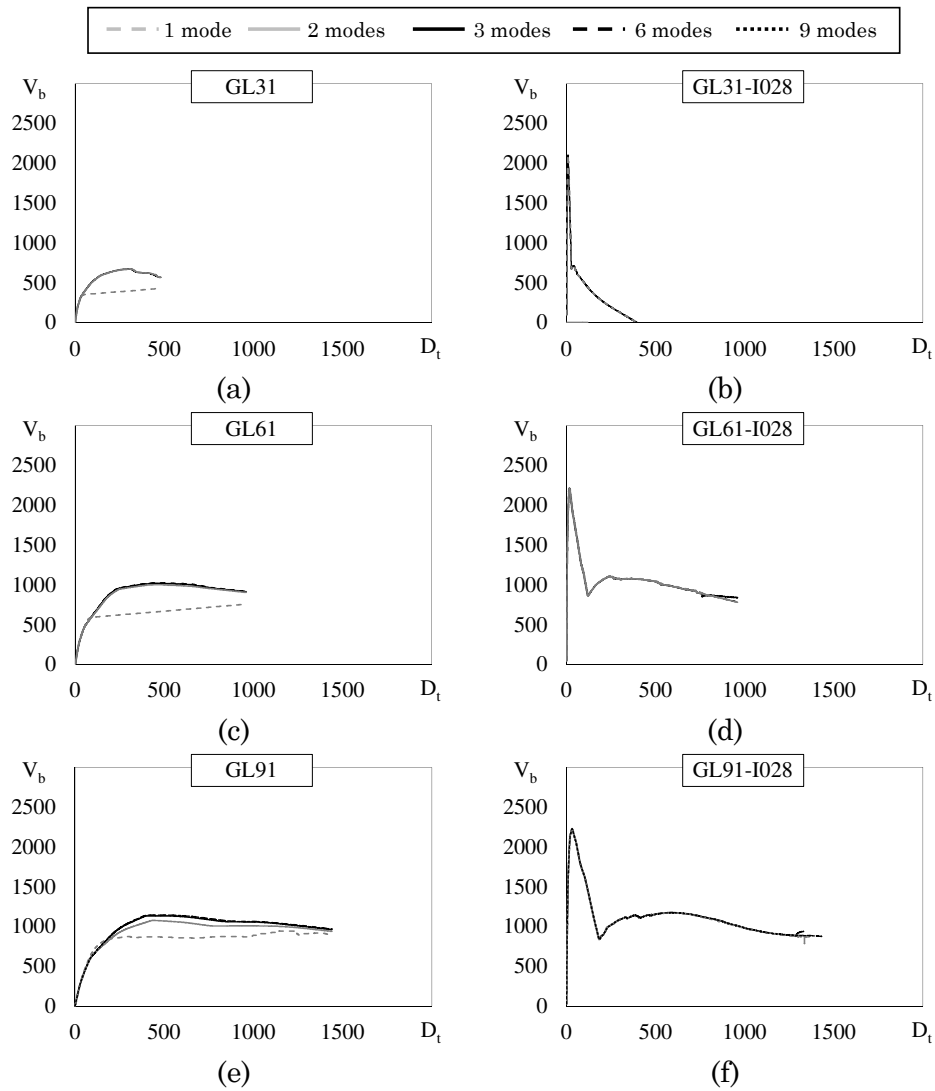 1 mode 2 modes 3 modes 6 modes 9 modes
V_b GL31
2500
2000
1500
1000
500
0
0 500 1000 1500 D_t
(a)
V_b GL31-I028
2500
2000
1500
1000
500
0
0 500 1000 1500 D_t
(b)
V_b GL61
2500
2000
1500
1000
500
0
0 500 1000 1500 D_t
(c)
V_b GL61-I028
2500
2000
1500
1000
500
0
0 500 1000 1500 D_t
(d)
V_b GL91
2500
2000
1500
1000
500
0
0 500 1000 1500 D_t
(e)
V_b GL91-I028
2500
2000
1500
1000
500
0
0 500 1000 1500 D_t
(f)